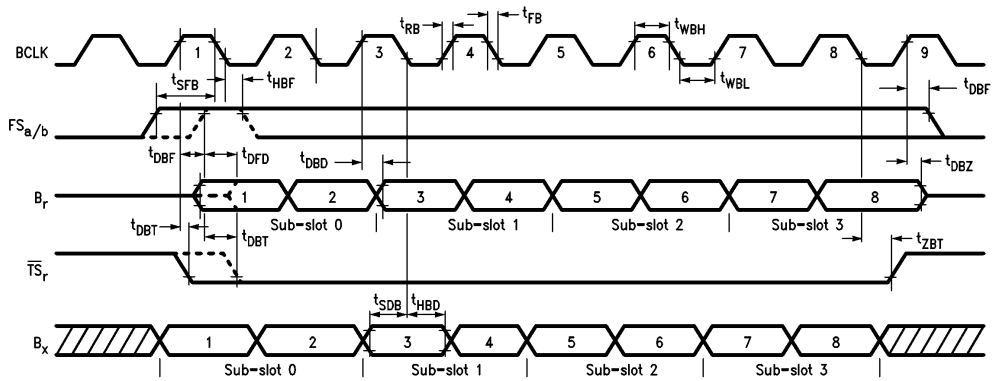 tRB tFB tWBH
BCLK 1 2 3 4 5 6 7 8 9
tSFB tHBF tWBL tDBF
FSa/b
tDBF tDFD tDBD tDBZ
Br 1 2 3 4 5 6 7 8
Sub-slot 0 Sub-slot 1 Sub-slot 2 Sub-slot 3
tDBT tDBT tZBT
TSr
tSDB tHBD
Bx 1 2 3 4 5 6 7 8
Sub-slot 0 Sub-slot 1 Sub-slot 2 Sub-slot 3